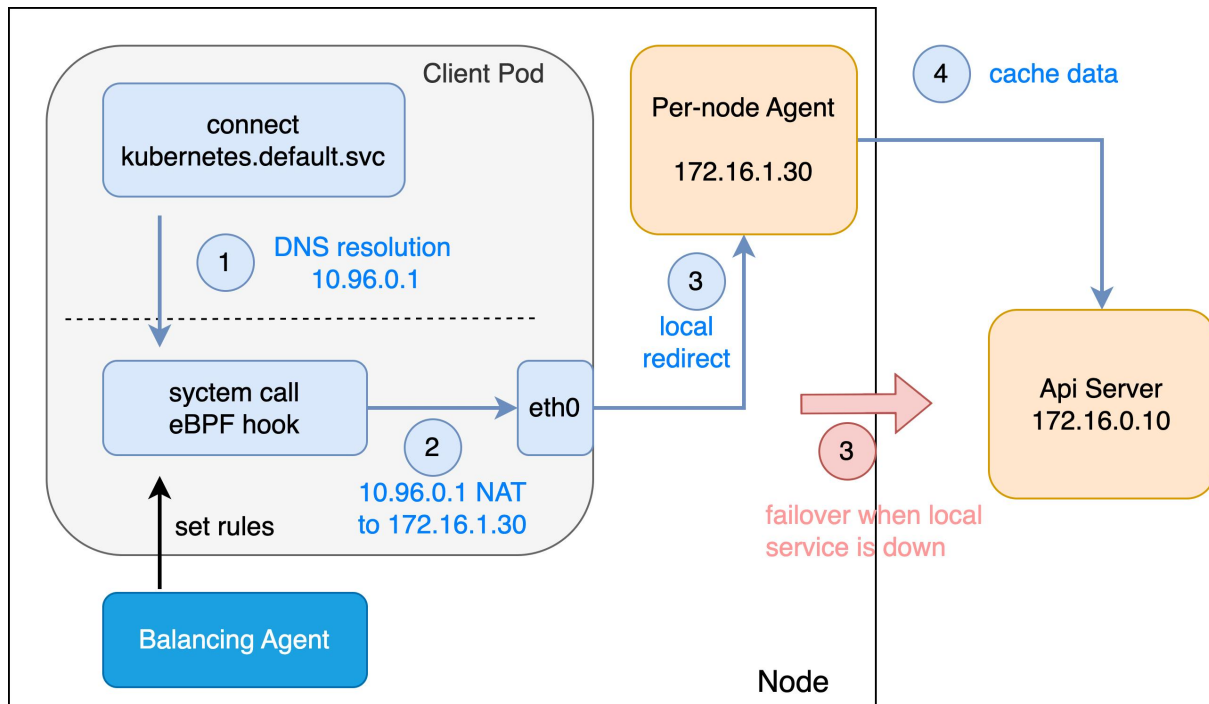 Client Pod
connect
kubernetes.default.svc
1
DNS resolution
10.96.0.1
syctem call
eBPF hook
2
10.96.0.1 NAT
to 172.16.1.30
eth0
set rules
Balancing Agent
Per-node Agent
172.16.1.30
3
local
redirect
4
cache data
Api Server
172.16.0.10
3
failover when local
service is down
Node